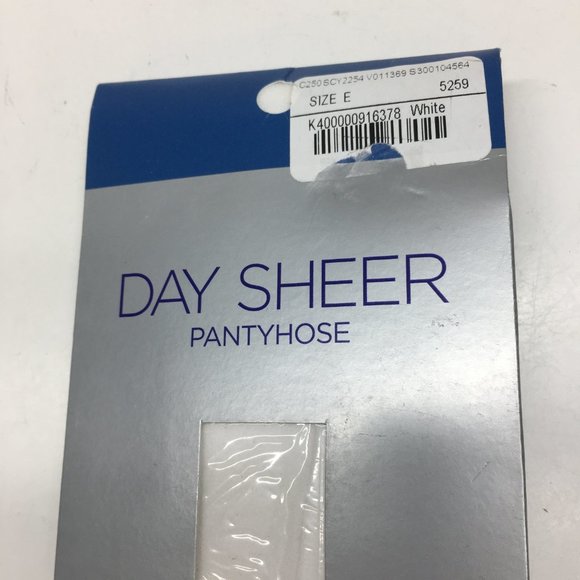 C250 SCY2254 V011369 S300104564
SIZE E 5259
K400000916378 White
DAY SHEER
PANTYHOSE